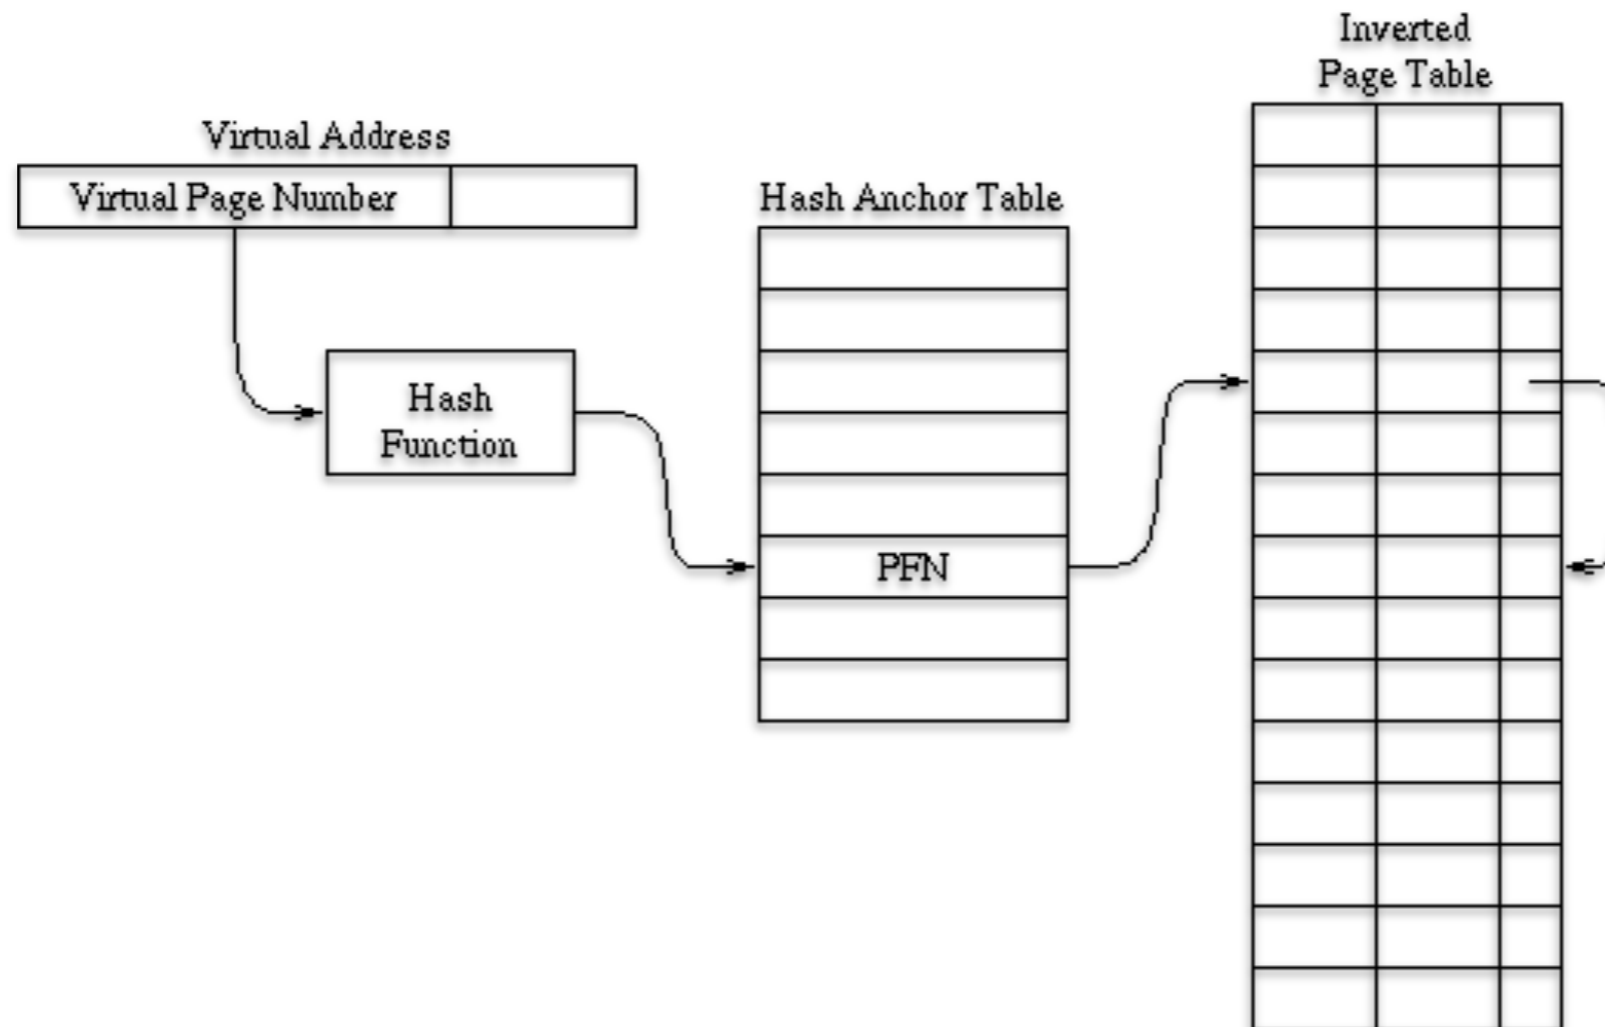 Inverted
Page Table
Virtual Address
Virtual Page Number
Hash Anchor Table
Hash
Function
PFN